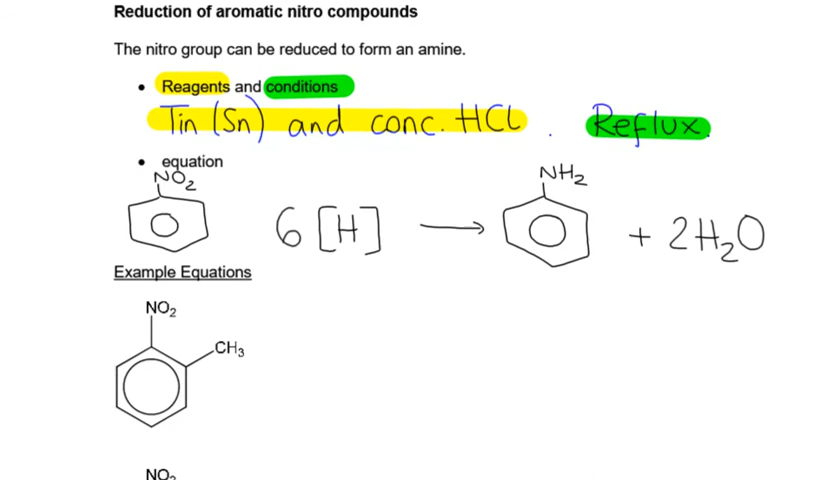 Reduction of aromatic nitro compounds
The nitro group can be reduced to form an amine.
• Reagents and conditions
Tin (Sn) and conc. HCl . Reflux.
• equation
NO₂
NH₂
6 [H] → + 2H₂O
Example Equations
NO₂
CH₃
NO₂